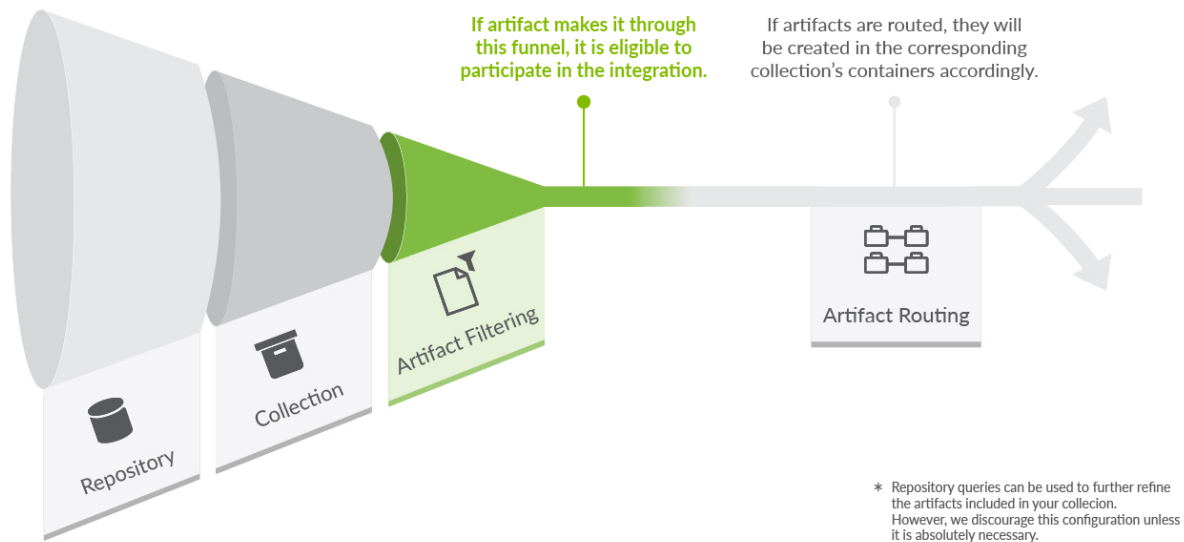 If artifact makes it through
this funnel, it is eligible to
participate in the integration.
If artifacts are routed, they will
be created in the corresponding
collection's containers accordingly.
Artifact Filtering
Artifact Routing
Collection
Repository
* Repository queries can be used to further refine
the artifacts included in your collecion.
However, we discourage this configuration unless
it is absolutely necessary.